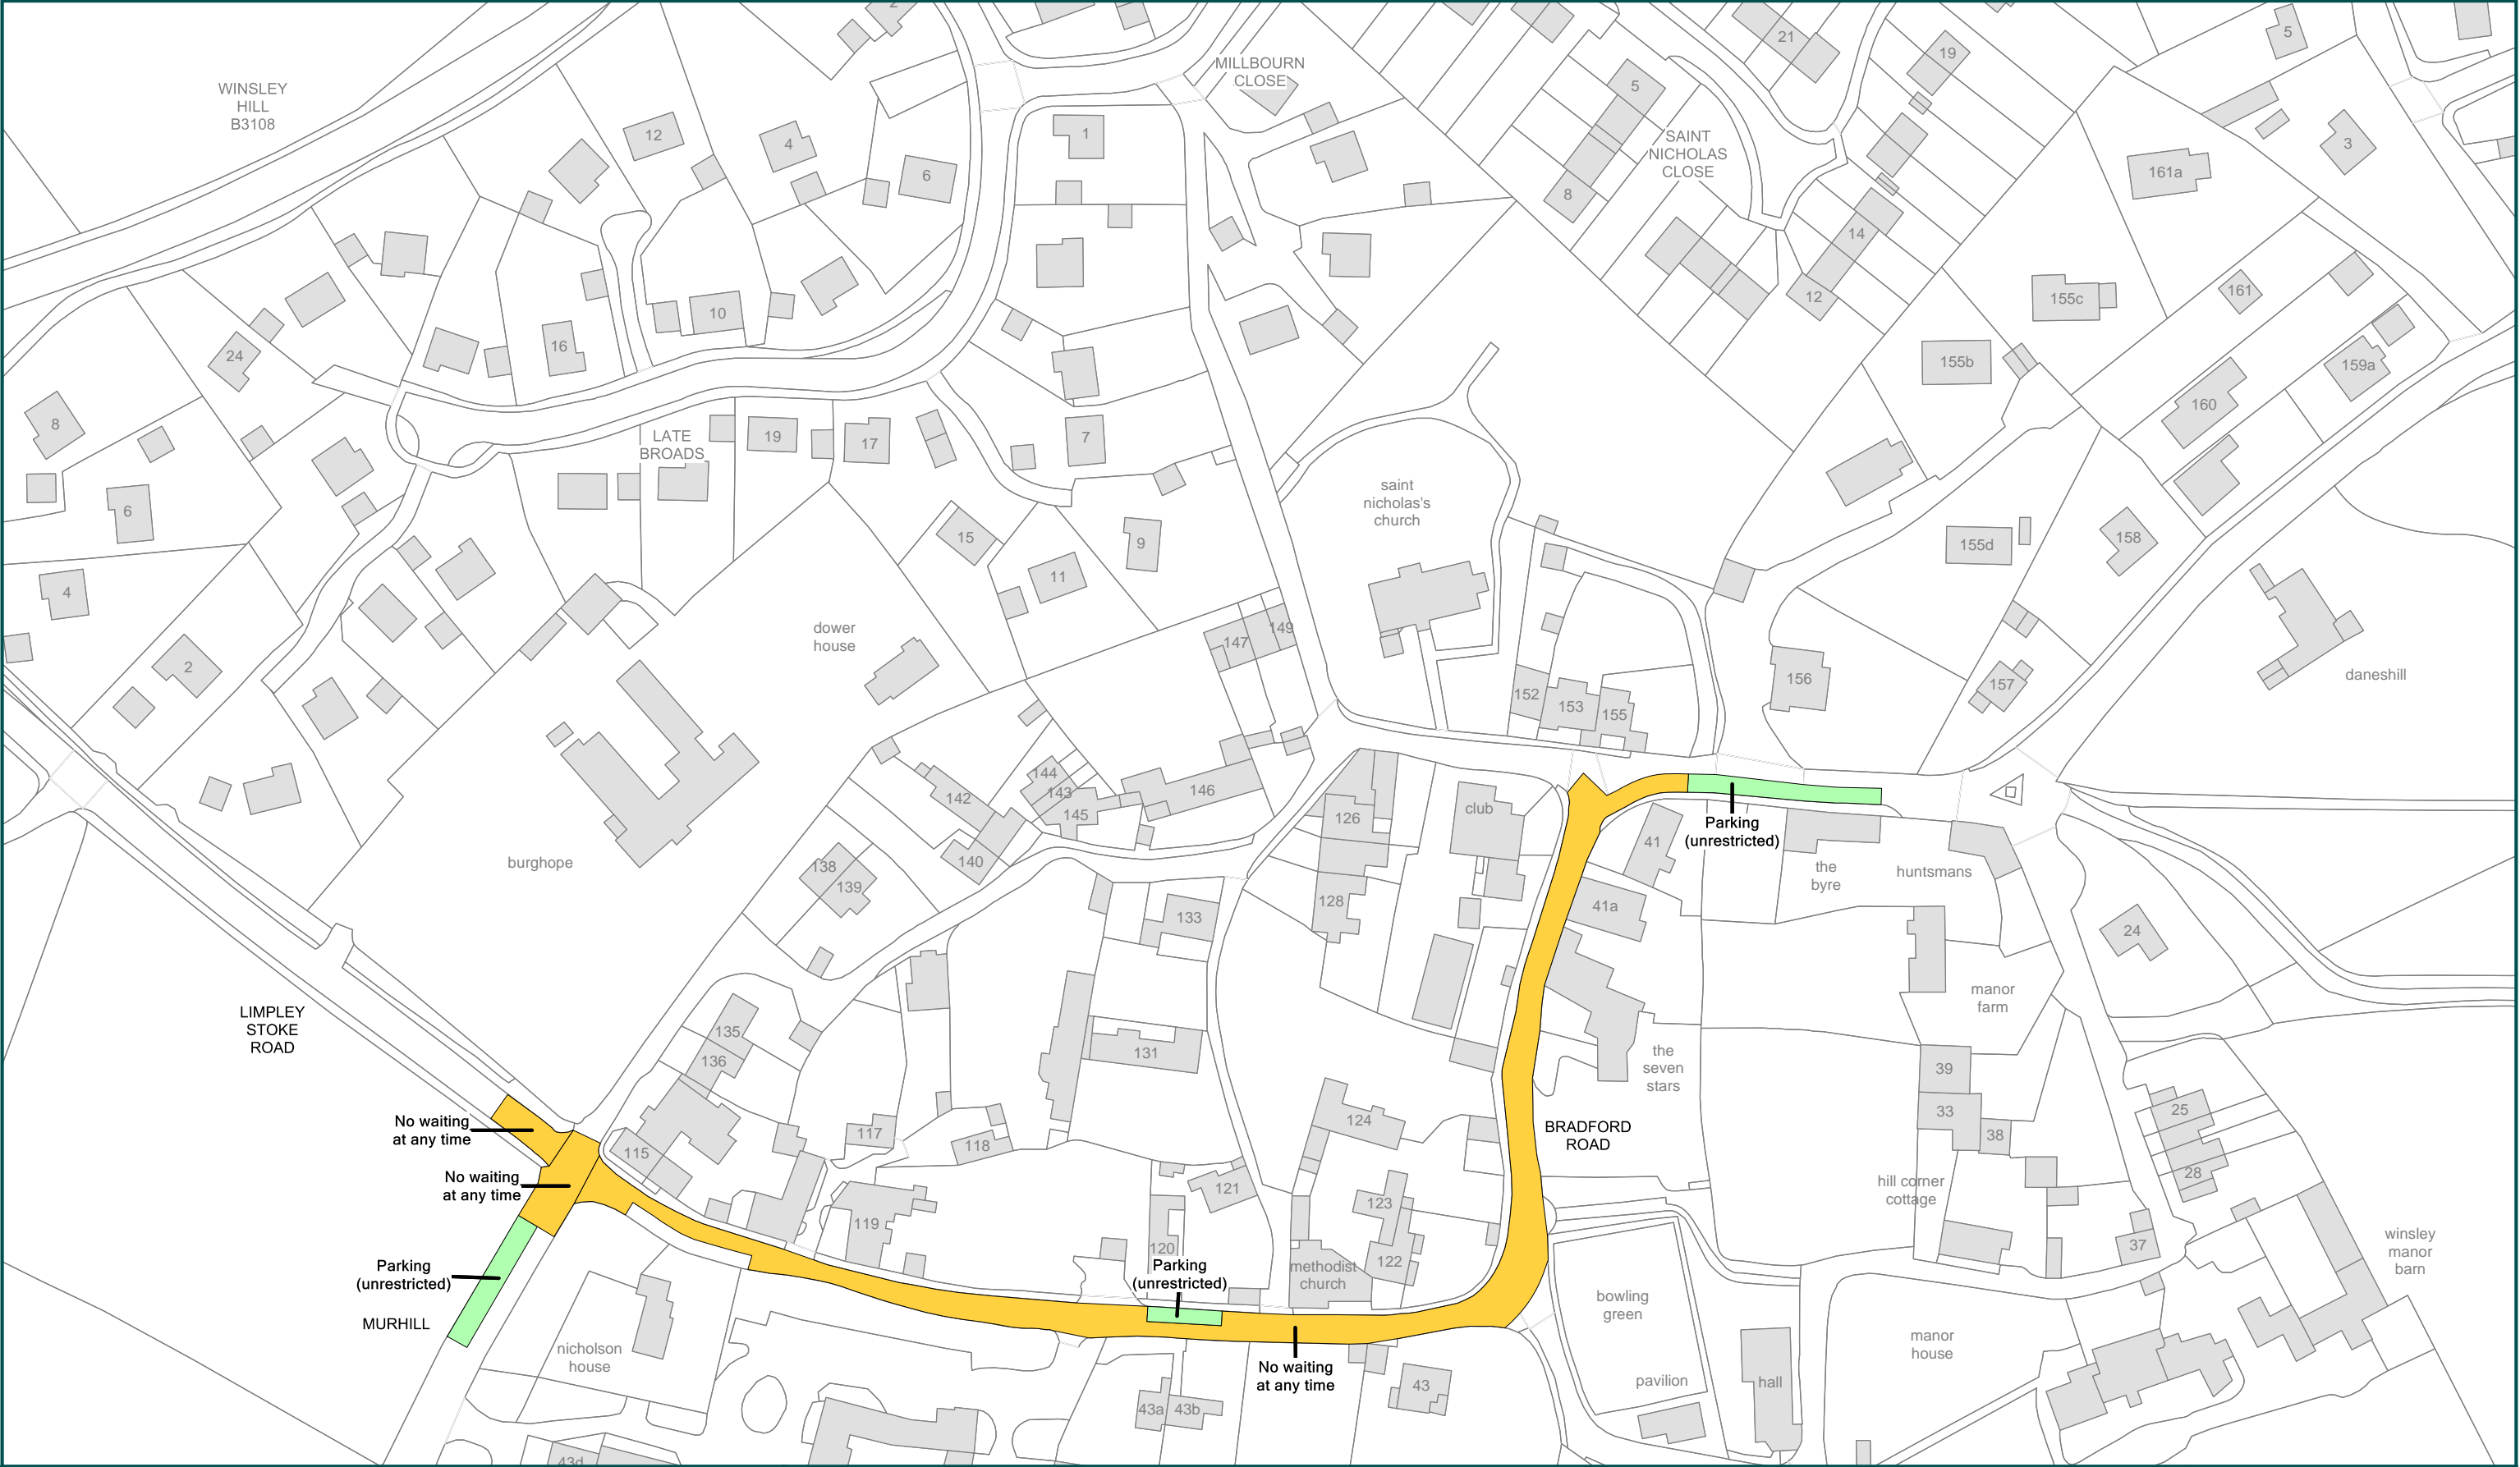 2
MILLBOURN
CLOSE
21
19
5
WINSLEY
HILL
B3108
5
12
4
1
6
SAINT
NICHOLAS
CLOSE
8
3
161a
14
12
161
155c
10
16
24
155b
159a
160
8
LATE
BROADS
19
17
7
6
saint
nicholas's
church
15
9
155d
158
11
4
dower
house
147
149
2
152
153
155
156
157
daneshill
144
143
142
145
146
140
138
139
126
club
41
Parking
(unrestricted)
the
byre
huntsmans
burghope
128
41a
133
24
manor
farm
LIMPLEY
STOKE
ROAD
135
136
131
the
seven
stars
39
33
38
25
28
No waiting
at any time
117
118
115
124
BRADFORD
ROAD
No waiting
at any time
121
123
hill corner
cottage
119
120
Parking
(unrestricted)
122
methodist
church
37
winsley
manor
barn
Parking
(unrestricted)
MURHILL
bowling
green
nicholson
house
No waiting
at any time
manor
house
43
43a
43b
pavilion
hall
43d